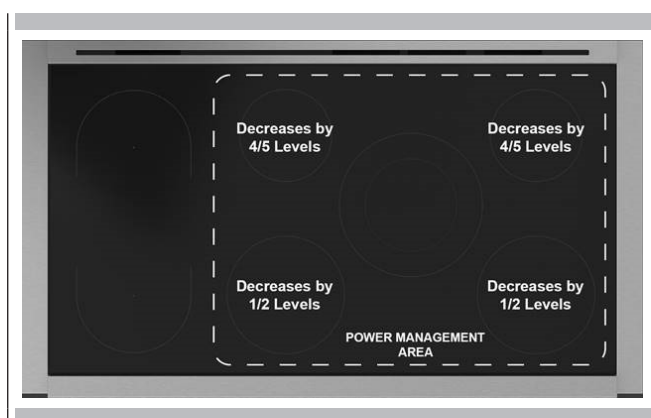 Decreases by
4/5 Levels
Decreases by
4/5 Levels
Decreases by
1/2 Levels
Decreases by
1/2 Levels
POWER MANAGEMENT
AREA